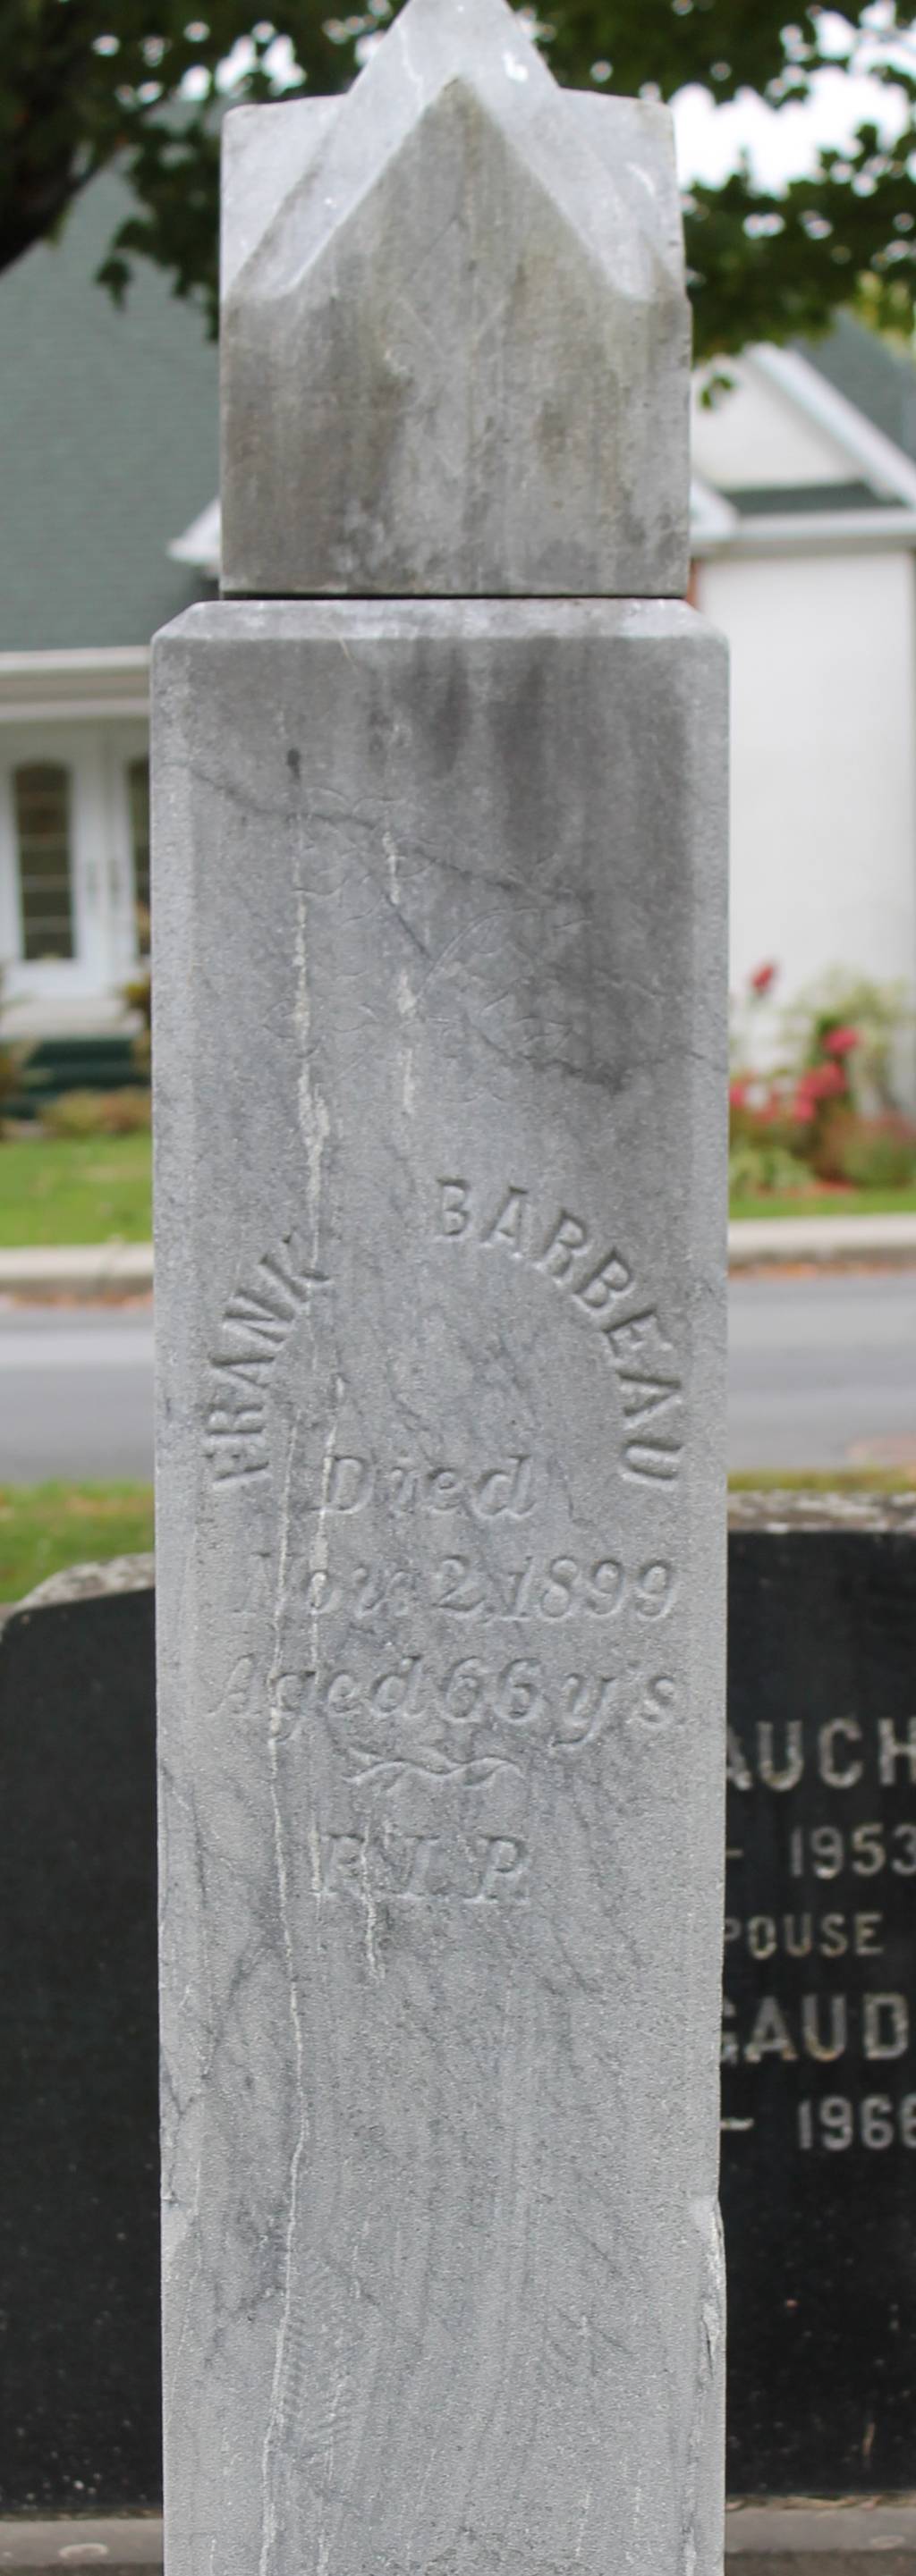 FRANK BARBEAU
Died
Nov. 2, 1899
Aged 66 y's.
R.I.P.
AUCH
- 1953
POUSE
GAUD
- 1966